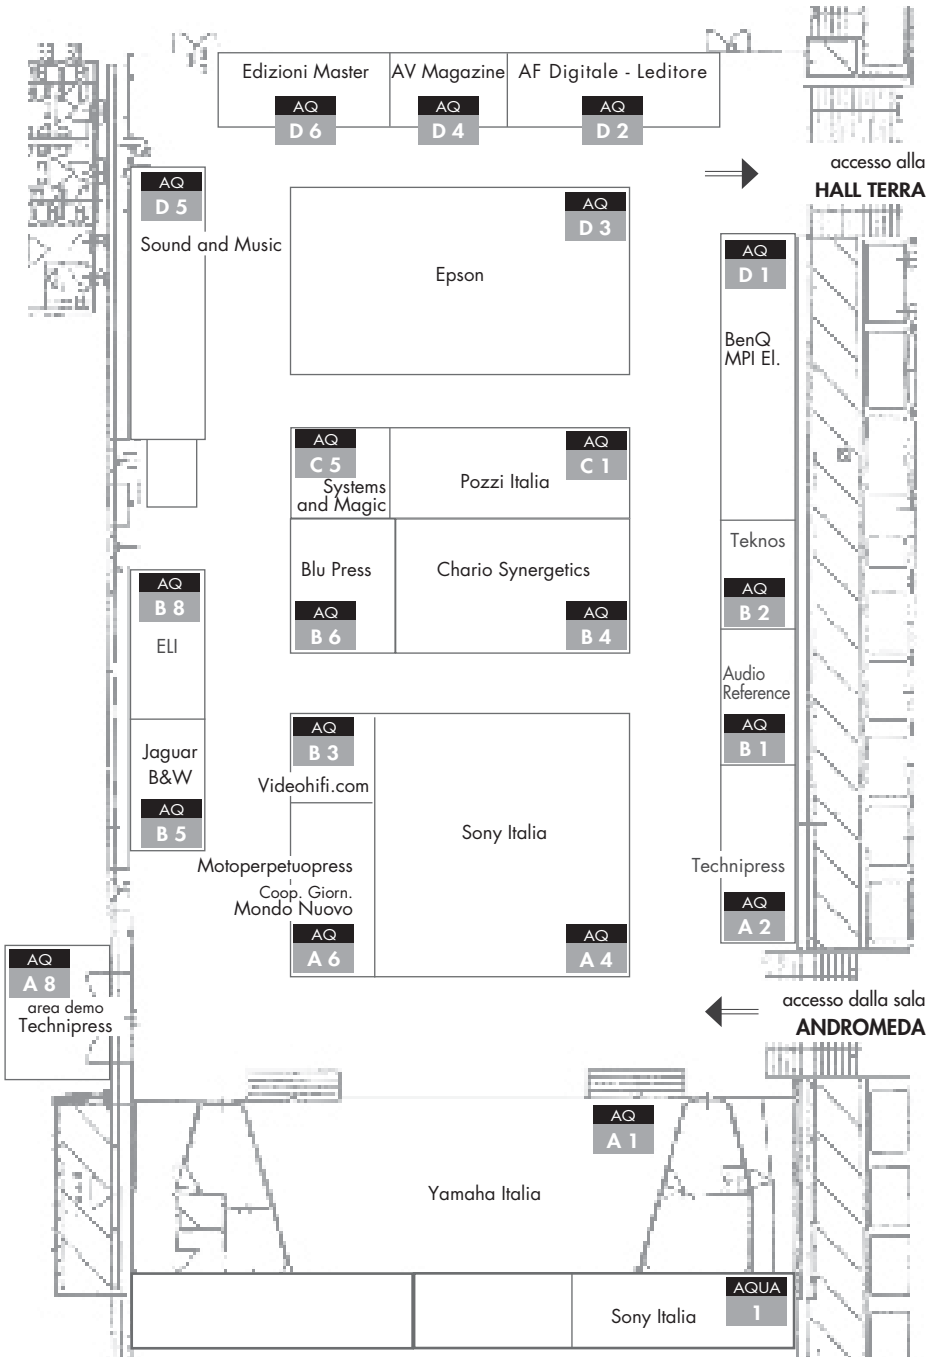 Edizioni Master
AQ
D 6
AV Magazine
AQ
D 4
AF Digitale - Leditore
AQ
D 2
accesso alla
HALL TERRA
AQ
D 5
Sound and Music
AQ
D 3
Epson
AQ
D 1
BenQ
MPI El.
AQ
C 5
Systems
and Magic
AQ
C 1
Pozzi Italia
Teknos
AQ
B 2
Blu Press
AQ
B 6
Chario Synergetics
AQ
B 4
AQ
B 8
ELI
Audio
Reference
AQ
B 1
Jaguar
B&W
AQ
B 5
AQ
B 3
Videohifi.com
Sony Italia
AQ
A 4
Motoperpetuopress
Coop. Giorn.
Mondo Nuovo
AQ
A 6
Technipress
AQ
A 2
AQ
A 8
area demo
Technipress
accesso dalla sala
ANDROMEDA
AQ
A 1
Yamaha Italia
Sony Italia
AQUA
1